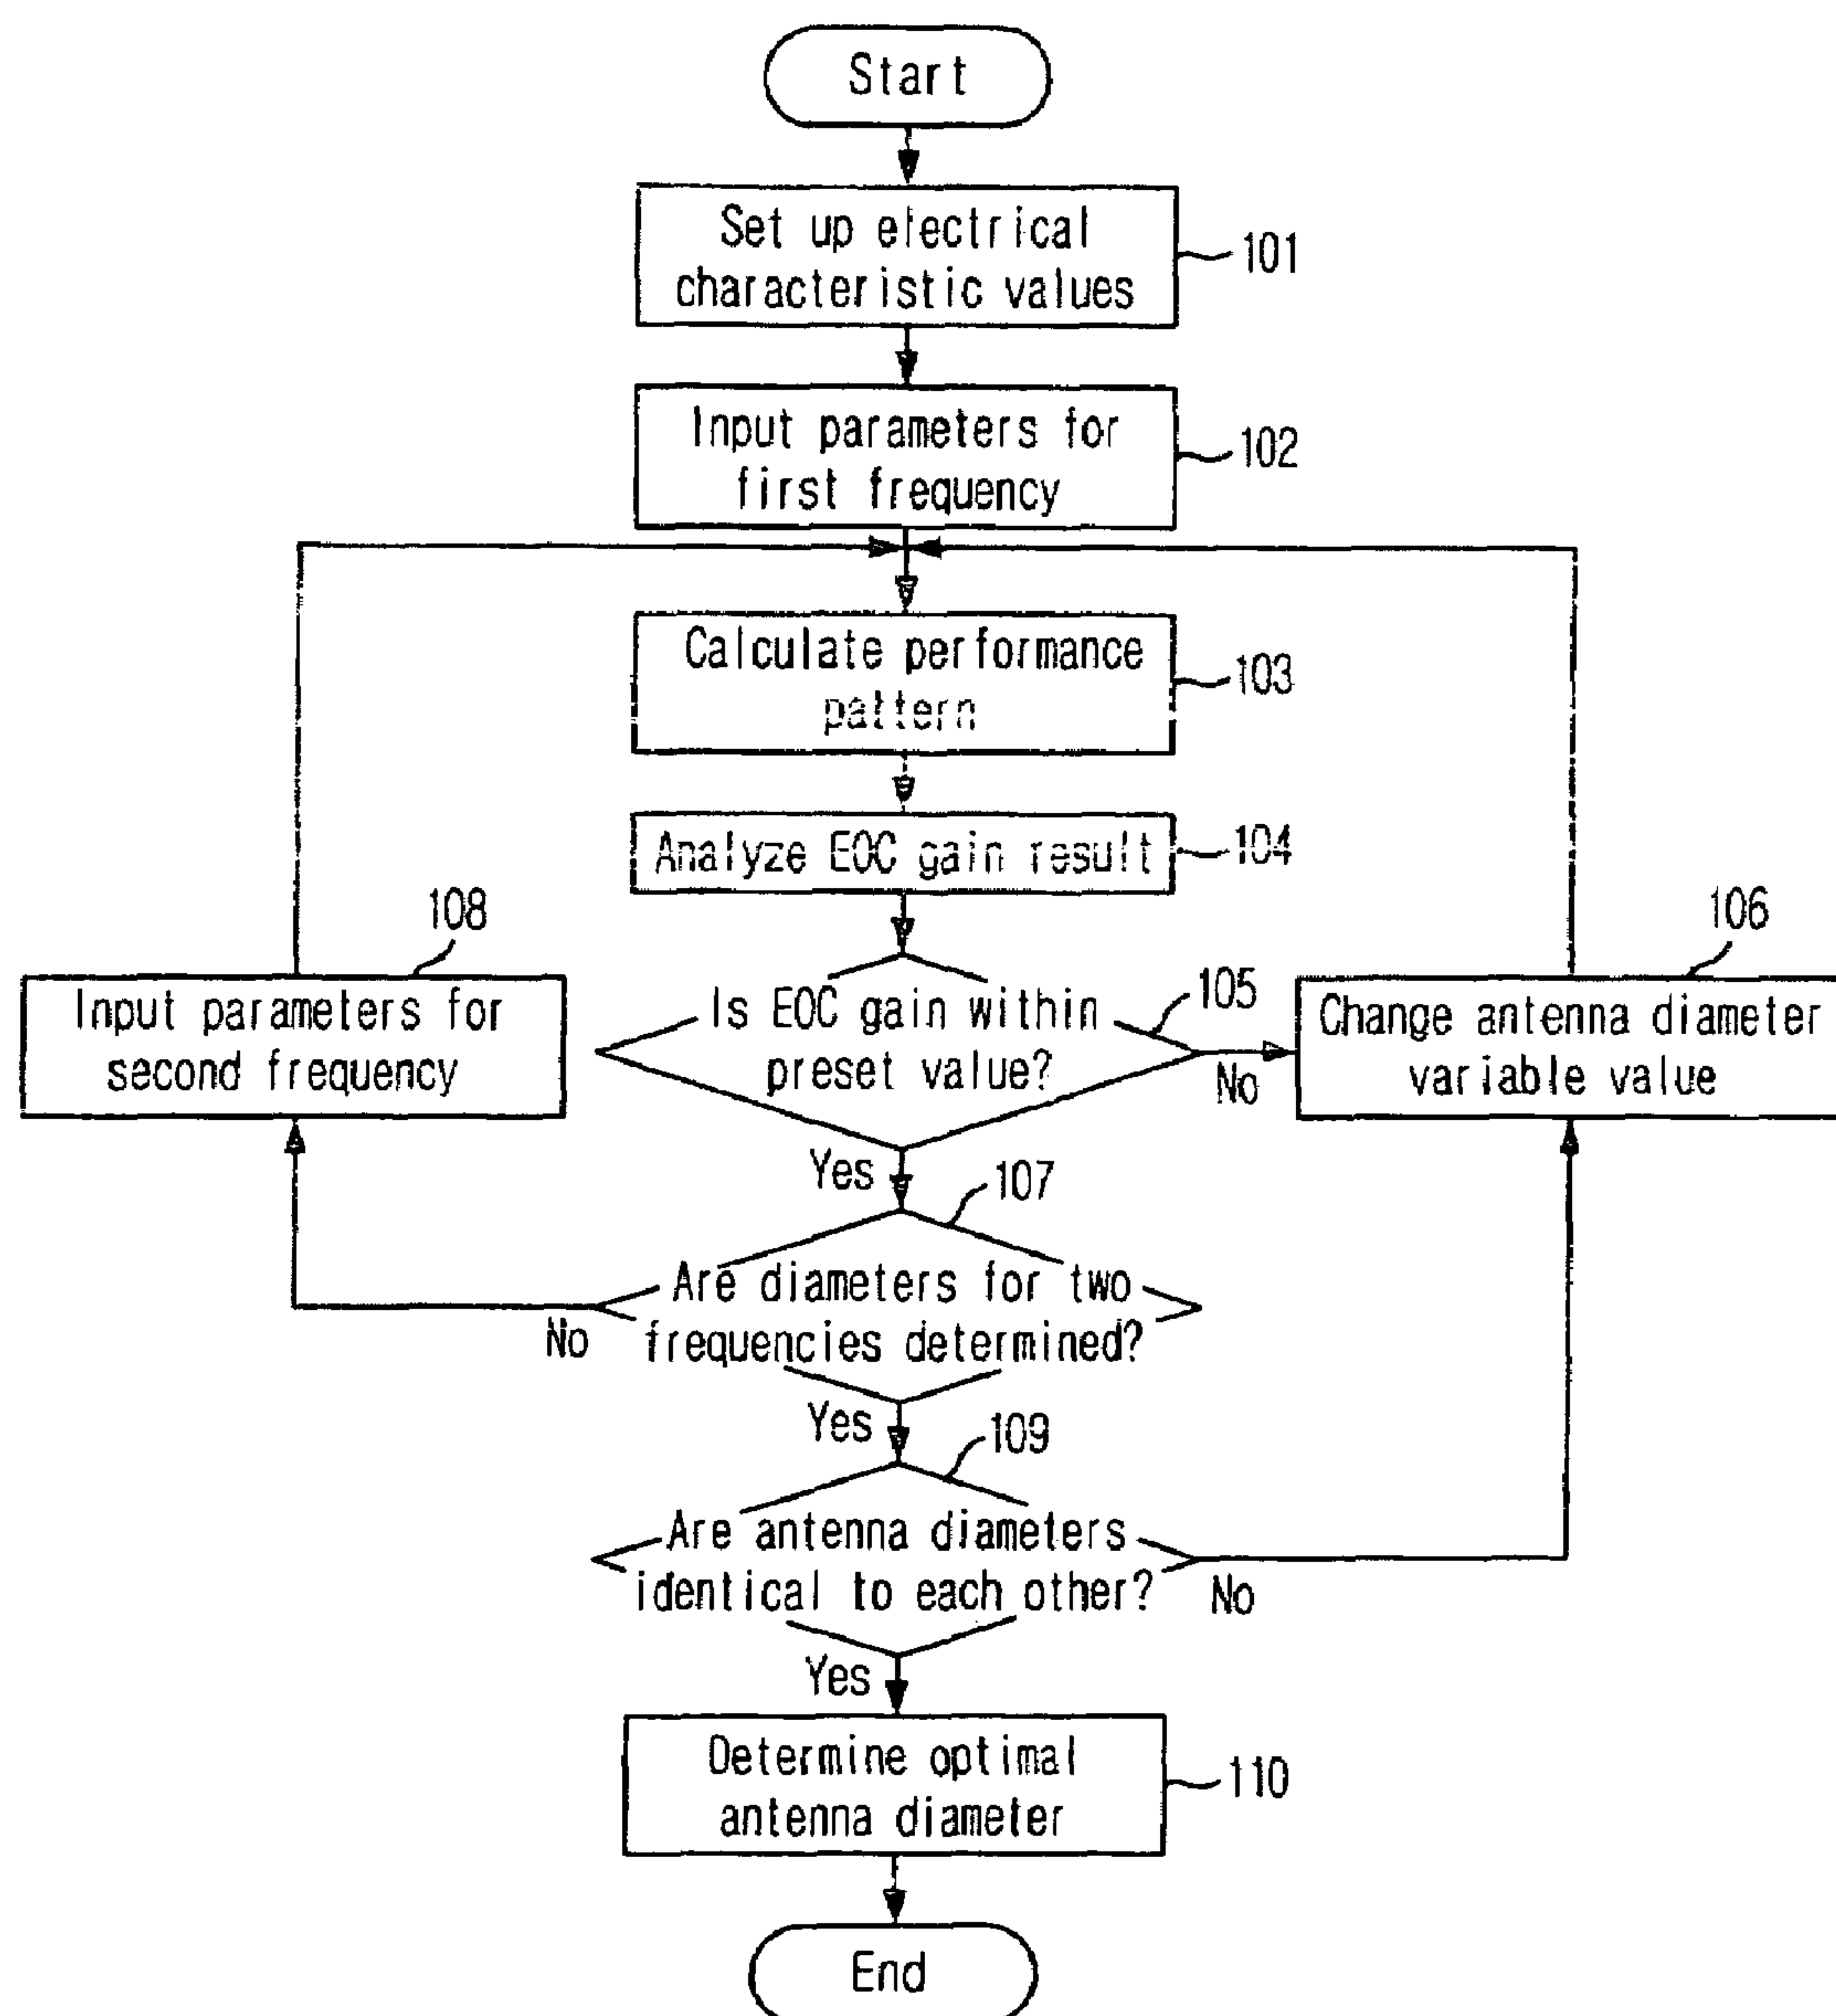 Start
Set up electrical
characteristic values
101
Input parameters for
first frequency
102
Calculate performance
pattern
103
Analyze EOC gain result
104
108
Input parameters for
second frequency
Is EOC gain within
preset value?
105
No
106
Change antenna diameter
variable value
Yes
107
Are diameters for two
frequencies determined?
No
Yes
109
Are antenna diameters
identical to each other?
No
Yes
Determine optimal
antenna diameter
110
End